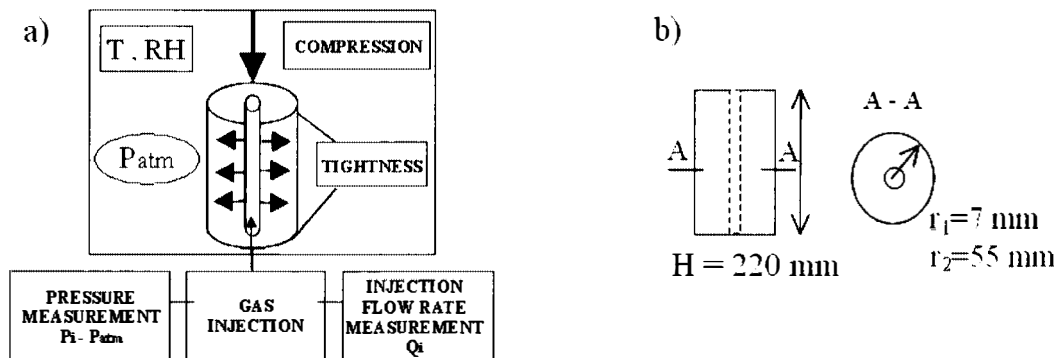 a)
T , RH
COMPRESSION
Patm
TIGHTNESS
PRESSURE
MEASUREMENT
Pi - Patm
GAS
INJECTION
INJECTION
FLOW RATE
MEASUREMENT
Qi
b)
A - A
A
A
r1=7 mm
r2=55 mm
H = 220 mm